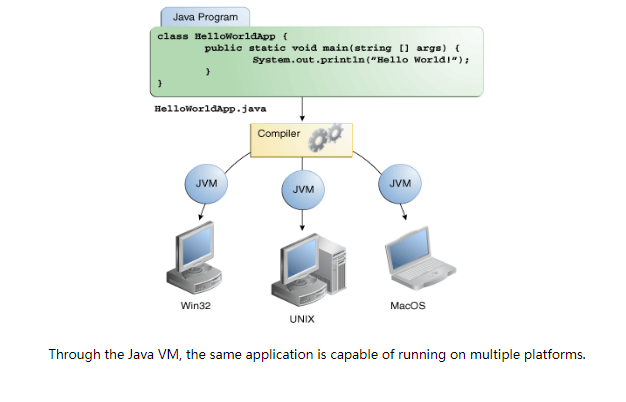 Java Program
class HelloWorldApp {
public static void main(string [] args) {
System.out.println("Hello World!");
}
}
HelloWorldApp.java
Compiler
JVM
JVM
JVM
Win32
UNIX
MacOS
Through the Java VM, the same application is capable of running on multiple platforms.